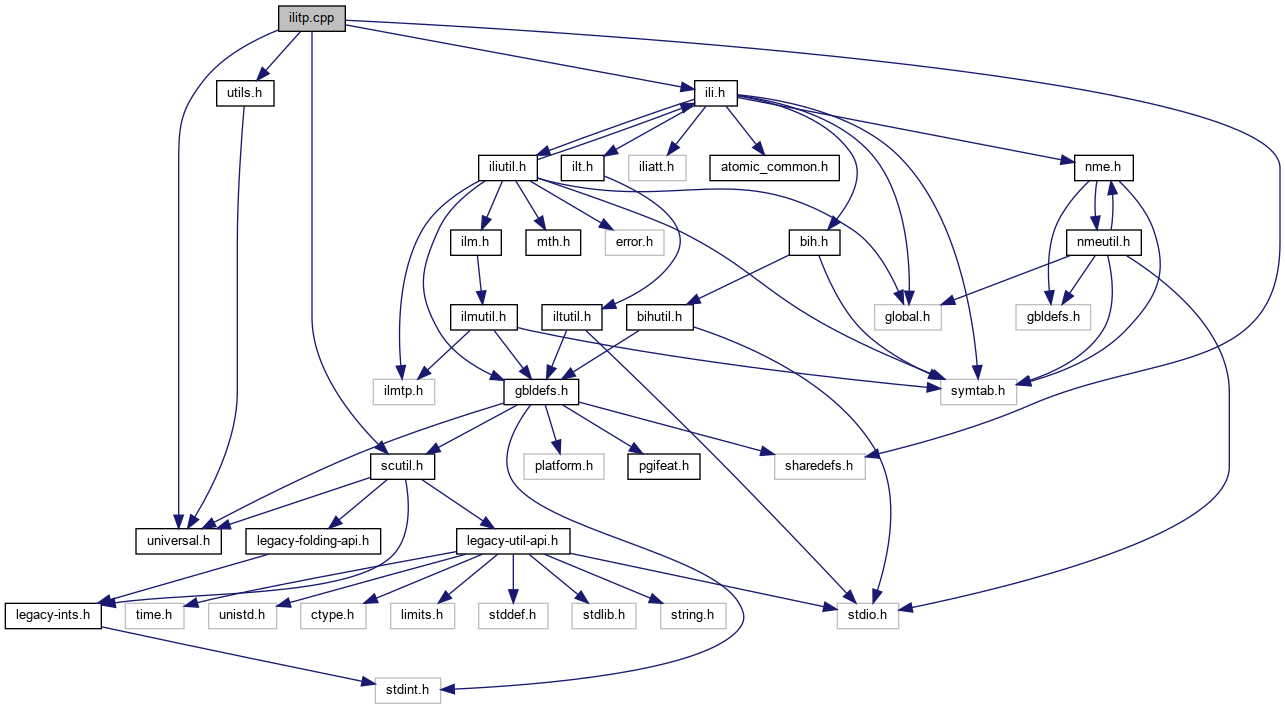 ilitp.cpp
utils.h
ili.h
iliutil.h
ilt.h
iliatt.h
atomic_common.h
nme.h
ilm.h
mth.h
error.h
bih.h
nmeutil.h
ilmutil.h
iltutil.h
bihutil.h
global.h
gbldefs.h
ilmtp.h
gbldefs.h
symtab.h
scutil.h
platform.h
pgifeat.h
sharedefs.h
universal.h
legacy-folding-api.h
legacy-util-api.h
legacy-ints.h
time.h
unistd.h
ctype.h
limits.h
stddef.h
stdlib.h
string.h
stdio.h
stdint.h